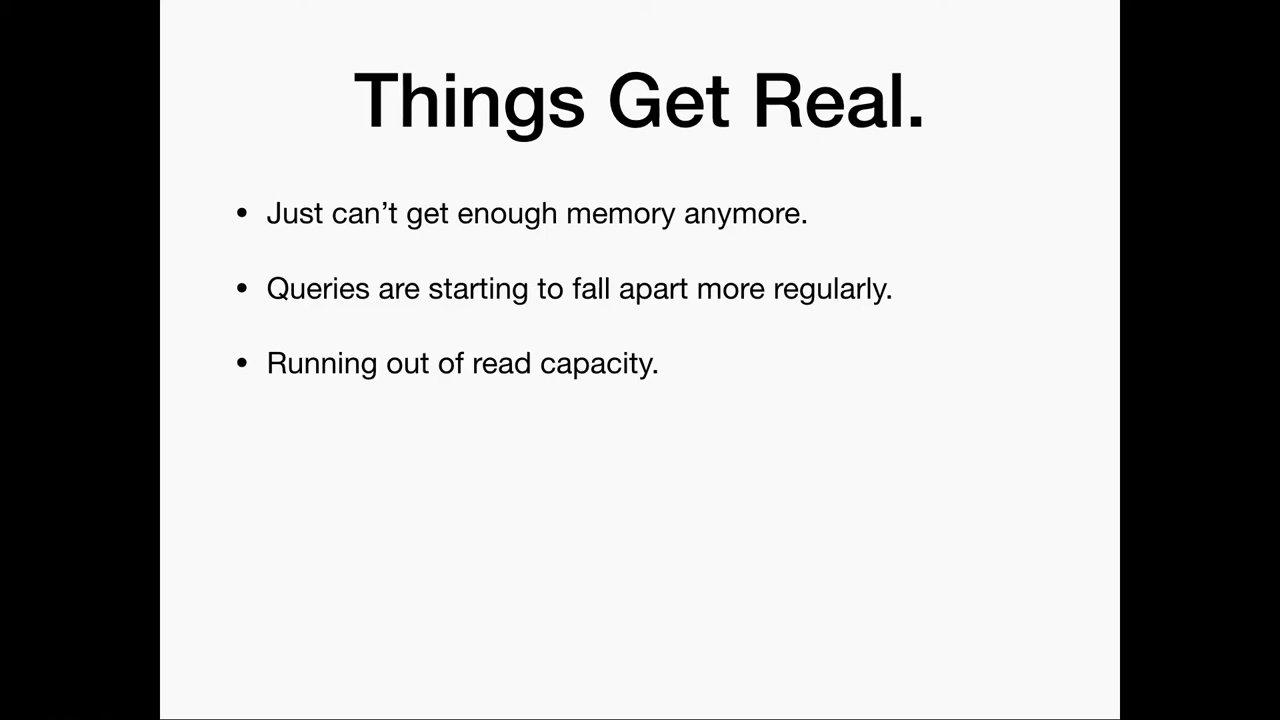 Things Get Real.
• Just can’t get enough memory anymore.
• Queries are starting to fall apart more regularly.
• Running out of read capacity.